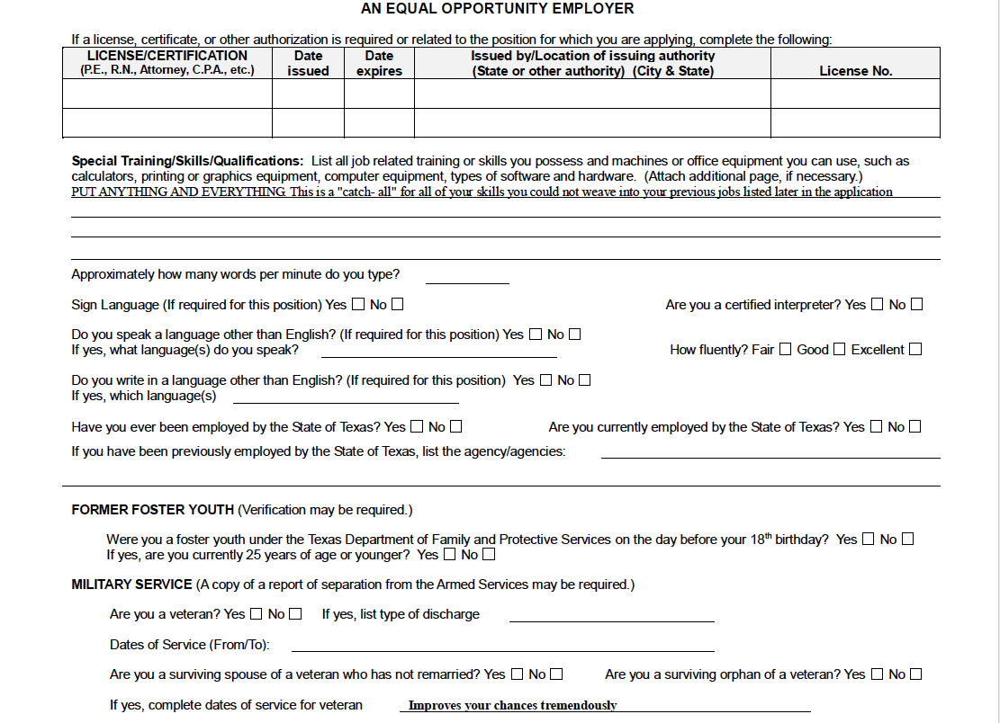 AN EQUAL OPPORTUNITY EMPLOYER
If a license, certificate, or other authorization is required or related to the position for which you are applying, complete the following:
LICENSE/CERTIFICATION (P.E., R.N., Attorney, C.P.A., etc.)
Date issued
Date expires
Issued by/Location of issuing authority (State or other authority) (City & State)
License No.
Special Training/Skills/Qualifications: List all job related training or skills you possess and machines or office equipment you can use, such as
calculators, printing or graphics equipment, computer equipment, types of software and hardware. (Attach additional page, if necessary.)
PUT ANYTHING AND EVERYTHING. This is a "catch- all" for all of your skills you could not weave into your previous jobs listed later in the application
Approximately how many words per minute do you type?
Sign Language (If required for this position) Yes No Are you a certified interpreter? Yes No
Do you speak a language other than English? (If required for this position) Yes No
If yes, what language(s) do you speak? How fluently? Fair Good Excellent
Do you write in a language other than English? (If required for this position) Yes No
If yes, which language(s)
Have you ever been employed by the State of Texas? Yes No Are you currently employed by the State of Texas? Yes No
If you have been previously employed by the State of Texas, list the agency/agencies:
FORMER FOSTER YOUTH (Verification may be required.)
Were you a foster youth under the Texas Department of Family and Protective Services on the day before your 18th birthday? Yes No
If yes, are you currently 25 years of age or younger? Yes No
MILITARY SERVICE (A copy of a report of separation from the Armed Services may be required.)
Are you a veteran? Yes No If yes, list type of discharge
Dates of Service (From/To):
Are you a surviving spouse of a veteran who has not remarried? Yes No Are you a surviving orphan of a veteran? Yes No
If yes, complete dates of service for veteran Improves your chances tremendously